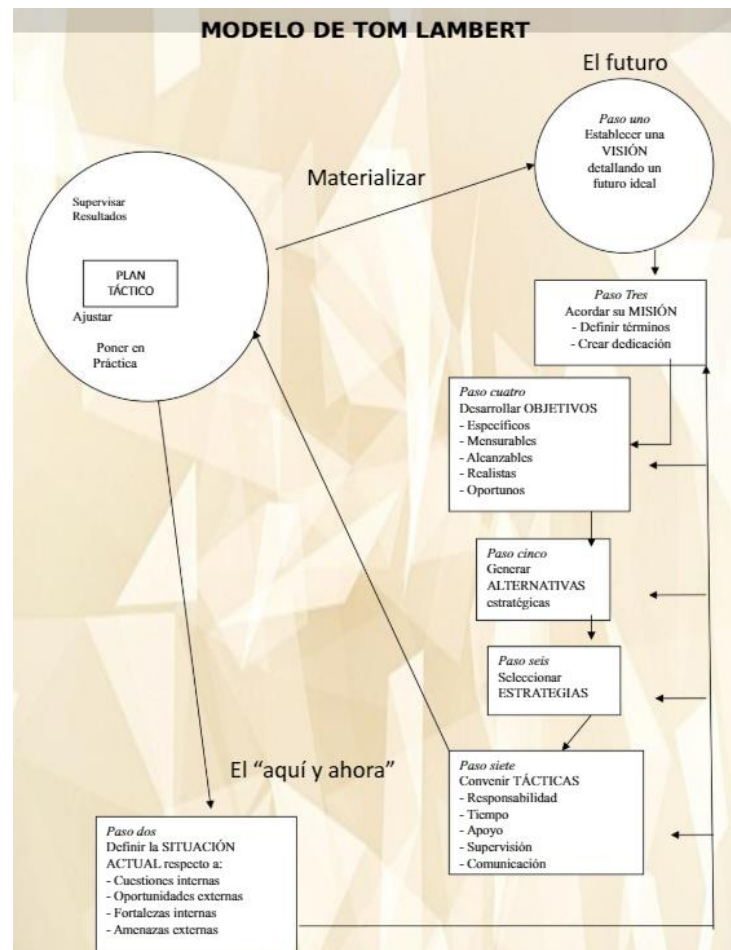 MODELO DE TOM LAMBERT
El futuro
Paso uno
Establecer una
VISIÓN
detallando un
futuro ideal
Materializar
Supervisar
Resultados
PLAN
TÁCTICO
Ajustar
Poner en
Práctica
Paso Tres
Acordar su MISIÓN
- Definir términos
- Crear dedicación
Paso cuatro
Desarrollar OBJETIVOS
- Específicos
- Mensurables
- Alcanzables
- Realistas
- Oportunos
Paso cinco
Generar
ALTERNATIVAS
estratégicas
Paso seis
Seleccionar
ESTRATEGIAS
Paso siete
Convenir TÁCTICAS
- Responsabilidad
- Tiempo
- Apoyo
- Supervisión
- Comunicación
El “aquí y ahora”
Paso dos
Definir la SITUACIÓN
ACTUAL respecto a:
- Cuestiones internas
- Oportunidades externas
- Fortalezas internas
- Amenazas externas